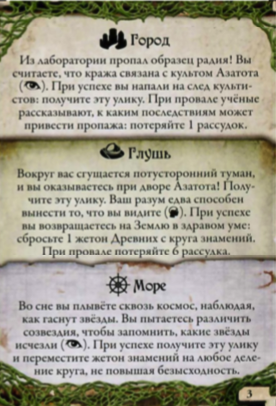 Город
Из лаборатории пропал образец радия! Вы
считаете, что кража связана с культом Азатота
( ). При успехе вы напали на след культи-
стов: получите эту улику. При провале учёные
рассказывают, к каким последствиям может
привести пропажа: потеряйте 1 рассудок.
Глушь
Вокруг вас сгущается потусторонний туман,
и вы оказываетесь при дворе Азатота! Полу-
чите эту улику. Ваш разум едва способен
вынести то, что вы видите ( ). При успехе
вы возвращаетесь на Землю в здравом уме:
сбросьте 1 жетон Древних с круга знамений.
При провале потеряйте 6 рассудка.
Море
Во сне вы плывёте сквозь космос, наблюдая,
как гаснут звёзды. Вы пытаетесь различить
созвездия, чтобы запомнить, какие звёзды
исчезли ( ). При успехе получите эту улику
и переместите жетон знамений на любое деле-
ние круга, не повышая безысходность.
3